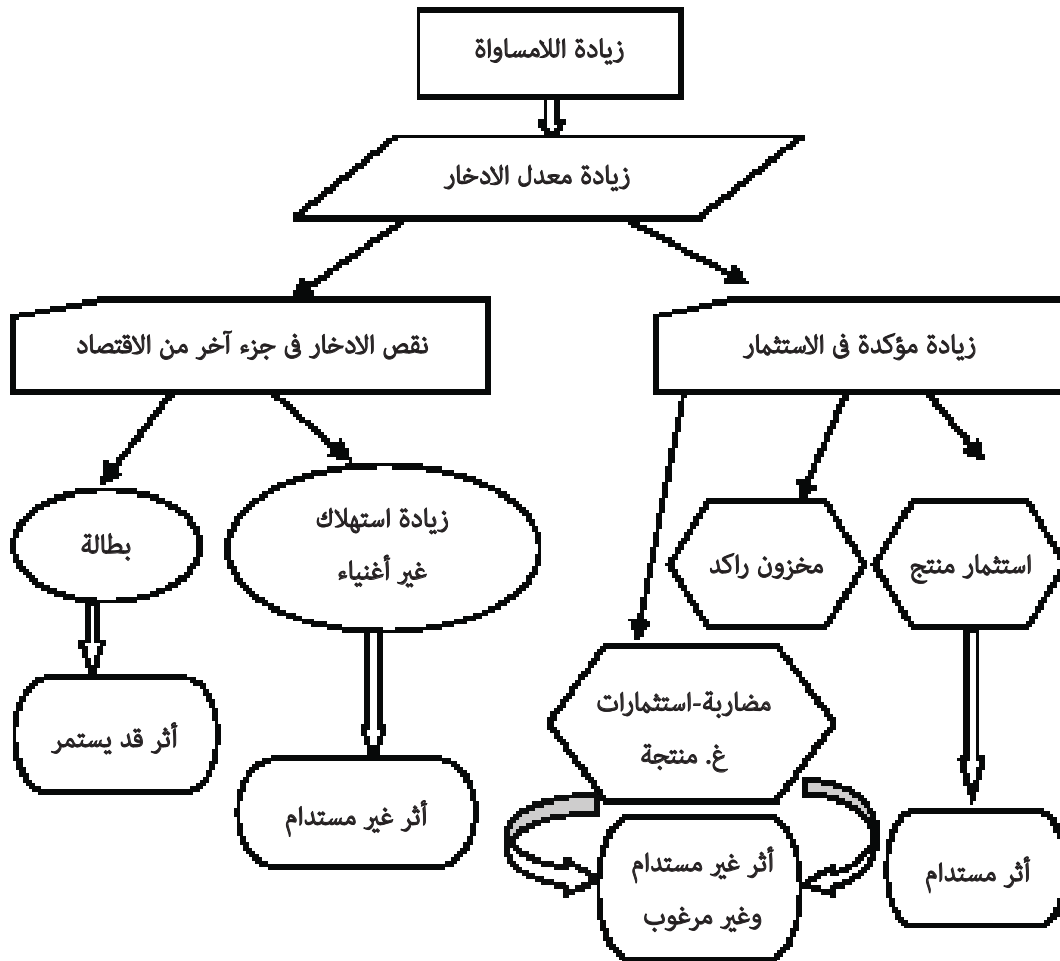 زيادة اللامساواة
زيادة معدل الادخار
زيادة مؤكدة فى الاستثمار
نقص الادخار فى جزء آخر من الاقتصاد
استثمار منتج
مخزون راكد
مضاربة-استثمارات
غ. منتجة
زيادة استهلاك
غير أغنياء
بطالة
أثر مستدام
أثر غير مستدام
وغير مرغوب
أثر غير مستدام
أثر قد يستمر